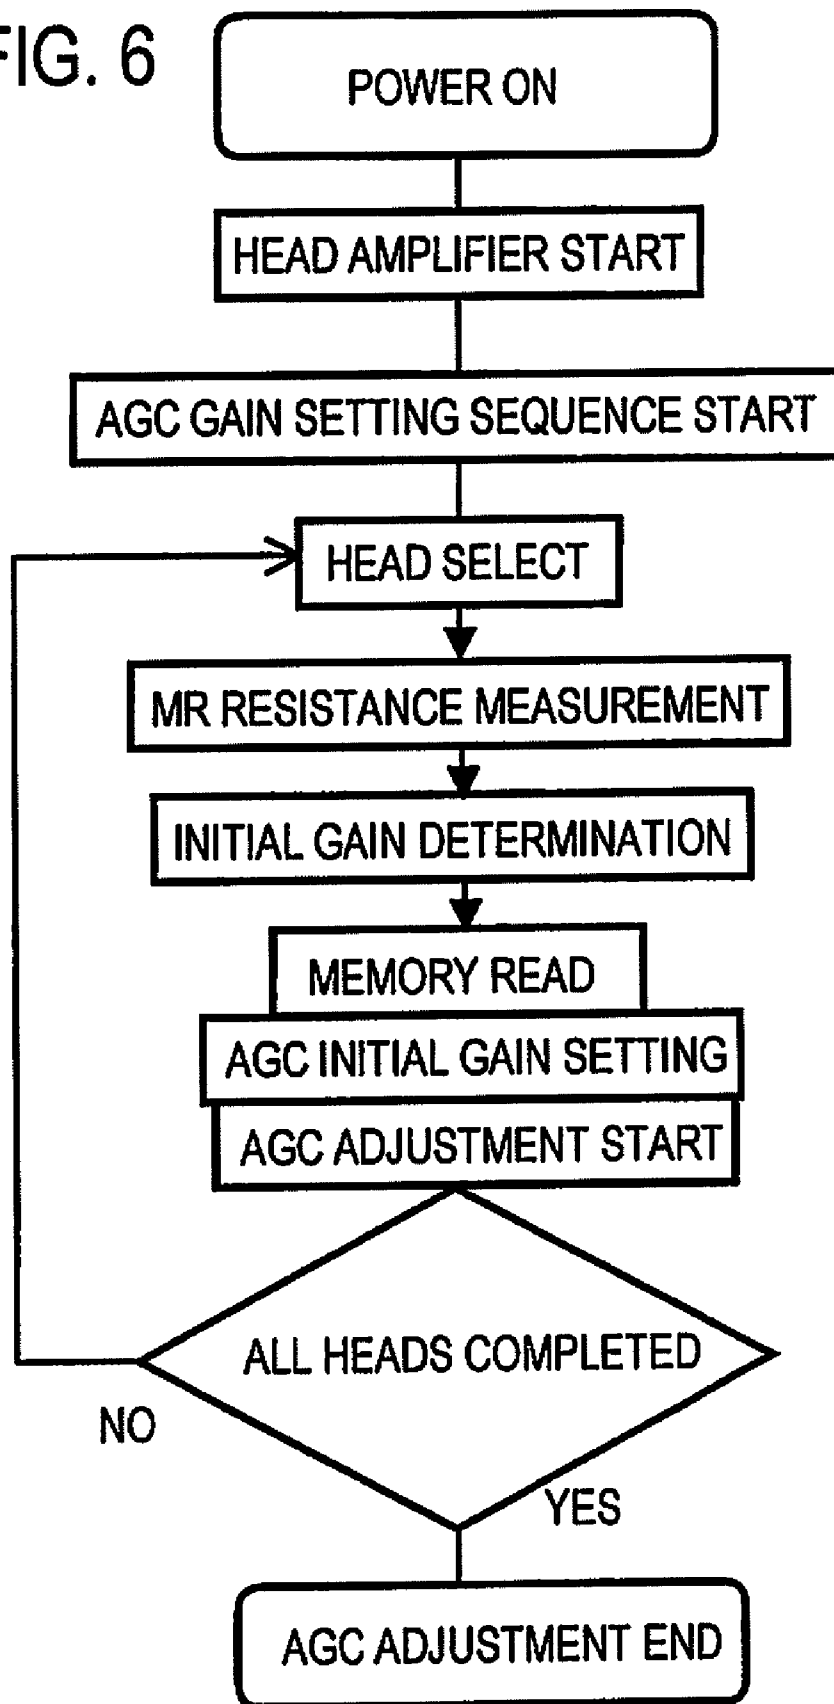 FIG. 6
POWER ON
HEAD AMPLIFIER START
AGC GAIN SETTING SEQUENCE START
HEAD SELECT
MR RESISTANCE MEASUREMENT
INITIAL GAIN DETERMINATION
MEMORY READ
AGC INITIAL GAIN SETTING
AGC ADJUSTMENT START
ALL HEADS COMPLETED
NO
YES
AGC ADJUSTMENT END